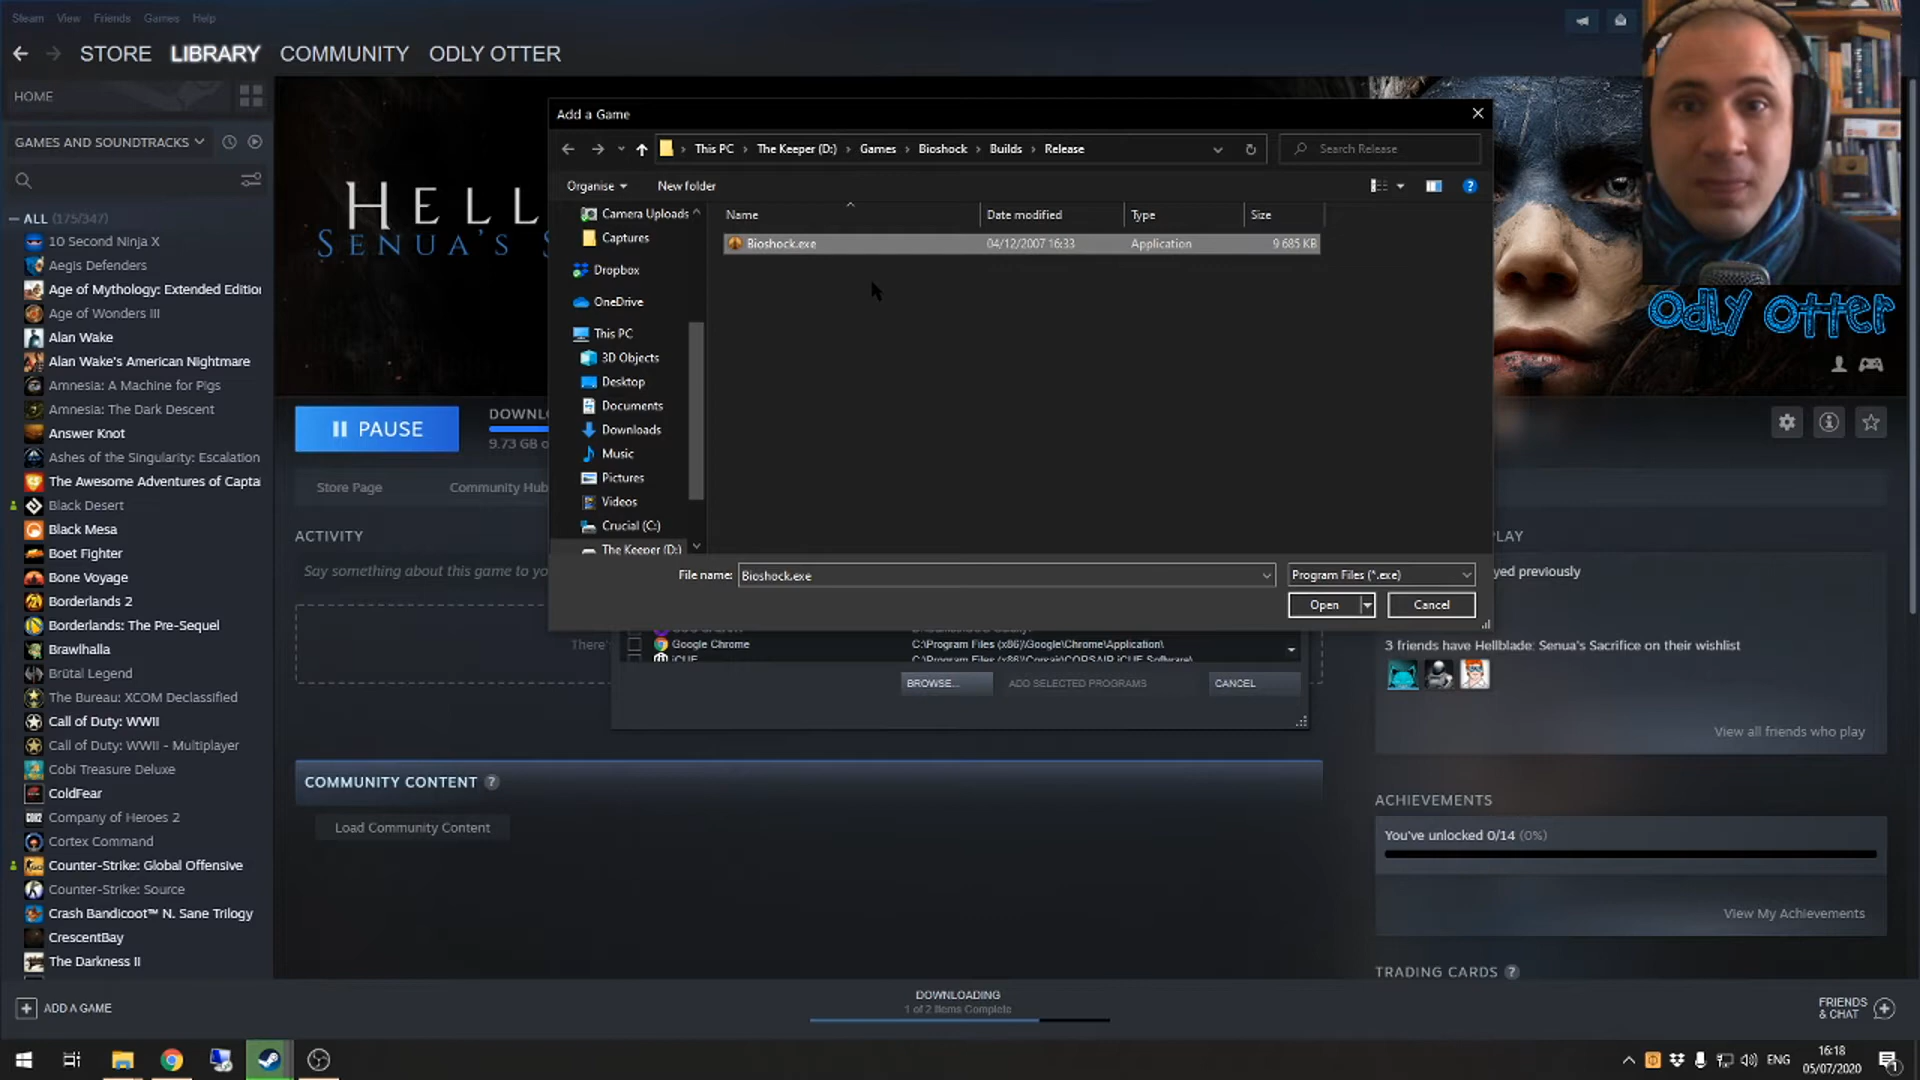 Steam View Friends Games Help
STORE LIBRARY COMMUNITY ODLY OTTER
HOME
GAMES AND SOUNDTRACKS
ALL (175/347)
10 Second Ninja X
Aegis Defenders
Age of Mythology: Extended Editior
Age of Wonders III
Alan Wake
Alan Wake's American Nightmare
Amnesia: A Machine for Pigs
Amnesia: The Dark Descent
Answer Knot
Ashes of the Singularity: Escalation
The Awesome Adventures of Capta
Black Desert
Black Mesa
Boet Fighter
Bone Voyage
Borderlands 2
Borderlands: The Pre-Sequel
Brawlhalla
Brütal Legend
The Bureau: XCOM Declassified
Call of Duty: WWII
Call of Duty: WWII - Multiplayer
Cobi Treasure Deluxe
ColdFear
Company of Heroes 2
Cortex Command
Counter-Strike: Global Offensive
Counter-Strike: Source
Crash Bandicoot™ N. Sane Trilogy
CrescentBay
The Darkness II
ADD A GAME
HELL
SENUA'S S
PAUSE
DOWNL
9.73 GB o
Store Page Community Hub
ACTIVITY
Say something about this game to yo
There'
COMMUNITY CONTENT ?
Load Community Content
Add a Game
This PC > The Keeper (D:) > Games > Bioshock > Builds > Release
Search Release
Organise New folder
Camera Uploads
Captures
Dropbox
OneDrive
This PC
3D Objects
Desktop
Documents
Downloads
Music
Pictures
Videos
Crucial (C:)
The Keeper (D:)
Name Date modified Type Size
Bioshock.exe 04/12/2007 16:33 Application 9 685 KB
File name: Bioshock.exe Program Files (*.exe)
Open Cancel
Google Chrome C:\Program Files (x86)\Google\Chrome\Application\
iCUE C:\Program Files (x86)\Corsair\CORSAIR iCUE Software\
BROWSE... ADD SELECTED PROGRAMS CANCEL
Odly Otter
LAY
yed previously
3 friends have Hellblade: Senua's Sacrifice on their wishlist
View all friends who play
ACHIEVEMENTS
You've unlocked 0/14 (0%)
View My Achievements
TRADING CARDS ?
DOWNLOADING
1 of 2 Items Complete
FRIENDS
& CHAT
ENG
16:18
05/07/2020
1